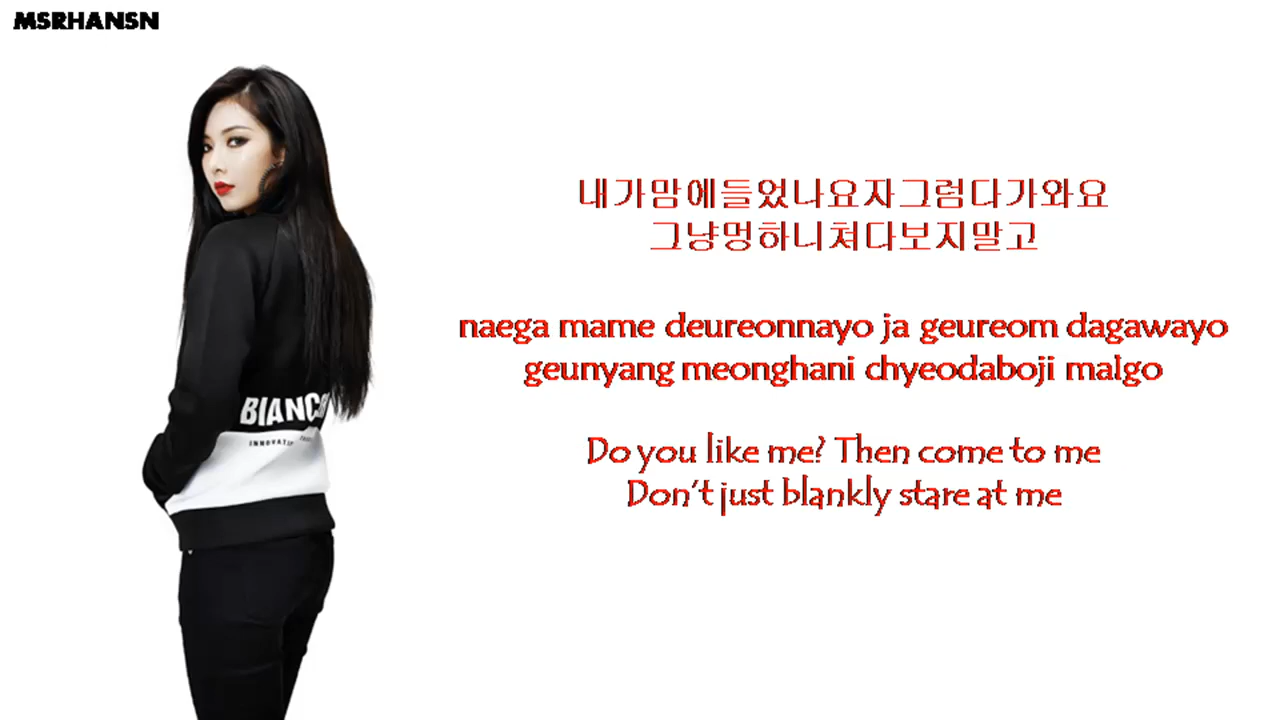 MSRHANSN
내가맘에들었나요자그럼다가와요
그냥멍하니쳐다보지말고
naega mame deureonnayo ja geureom dagawayo
geunyang meonghani chyeodaboji malgo
Do you like me? Then come to me
Don't just blankly stare at me
BIANC